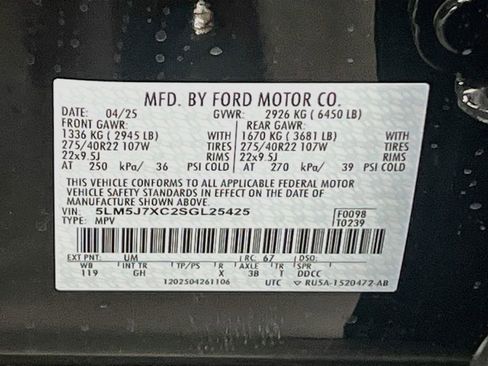 MFD. BY FORD MOTOR CO.
DATE: 04/25 GVWR: 2926 KG ( 6450 LB)
FRONT GAWR: REAR GAWR:
1336 KG ( 2945 LB) WITH 1670 KG ( 3681 LB) WITH
275/40R22 107W TIRES 275/40R22 107W TIRES
22x9.5J RIMS 22x9.5J RIMS
AT 250 kPa/ 36 PSI COLD AT 270 kPa/ 39 PSI COLD
THIS VEHICLE CONFORMS TO ALL APPLICABLE FEDERAL MOTOR
VEHICLE SAFETY STANDARDS IN EFFECT ON THE DATE OF
MANUFACTURE SHOWN ABOVE.
VIN: 5LM5J7XC2SGL25425 F0098
TYPE: MPV T0239
EXT PNT: UM RC: 67
WB INT TR TP/PS R AXLE TR SPR
119 GH X 3B T DDCC
1202504261106 UTC ▽ RU5A-1520472-AB